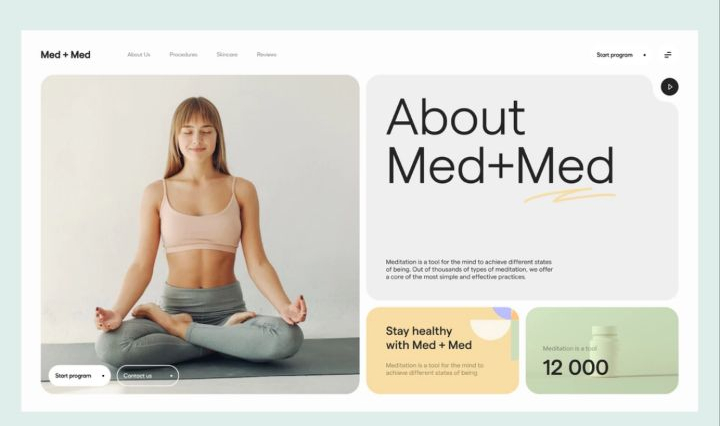 Med + Med
About Us
Procedures
Skincare
Reviews
Start program
About
Med+Med
Meditation is a tool for the mind to achieve different states
of being. Out of thousands of types of meditation, we offer
a core of the most simple and effective practices.
Start program
Contact us
Stay healthy
with Med + Med
Meditation is a tool for the mind to
achieve different states of being
Meditation is a tool
12 000